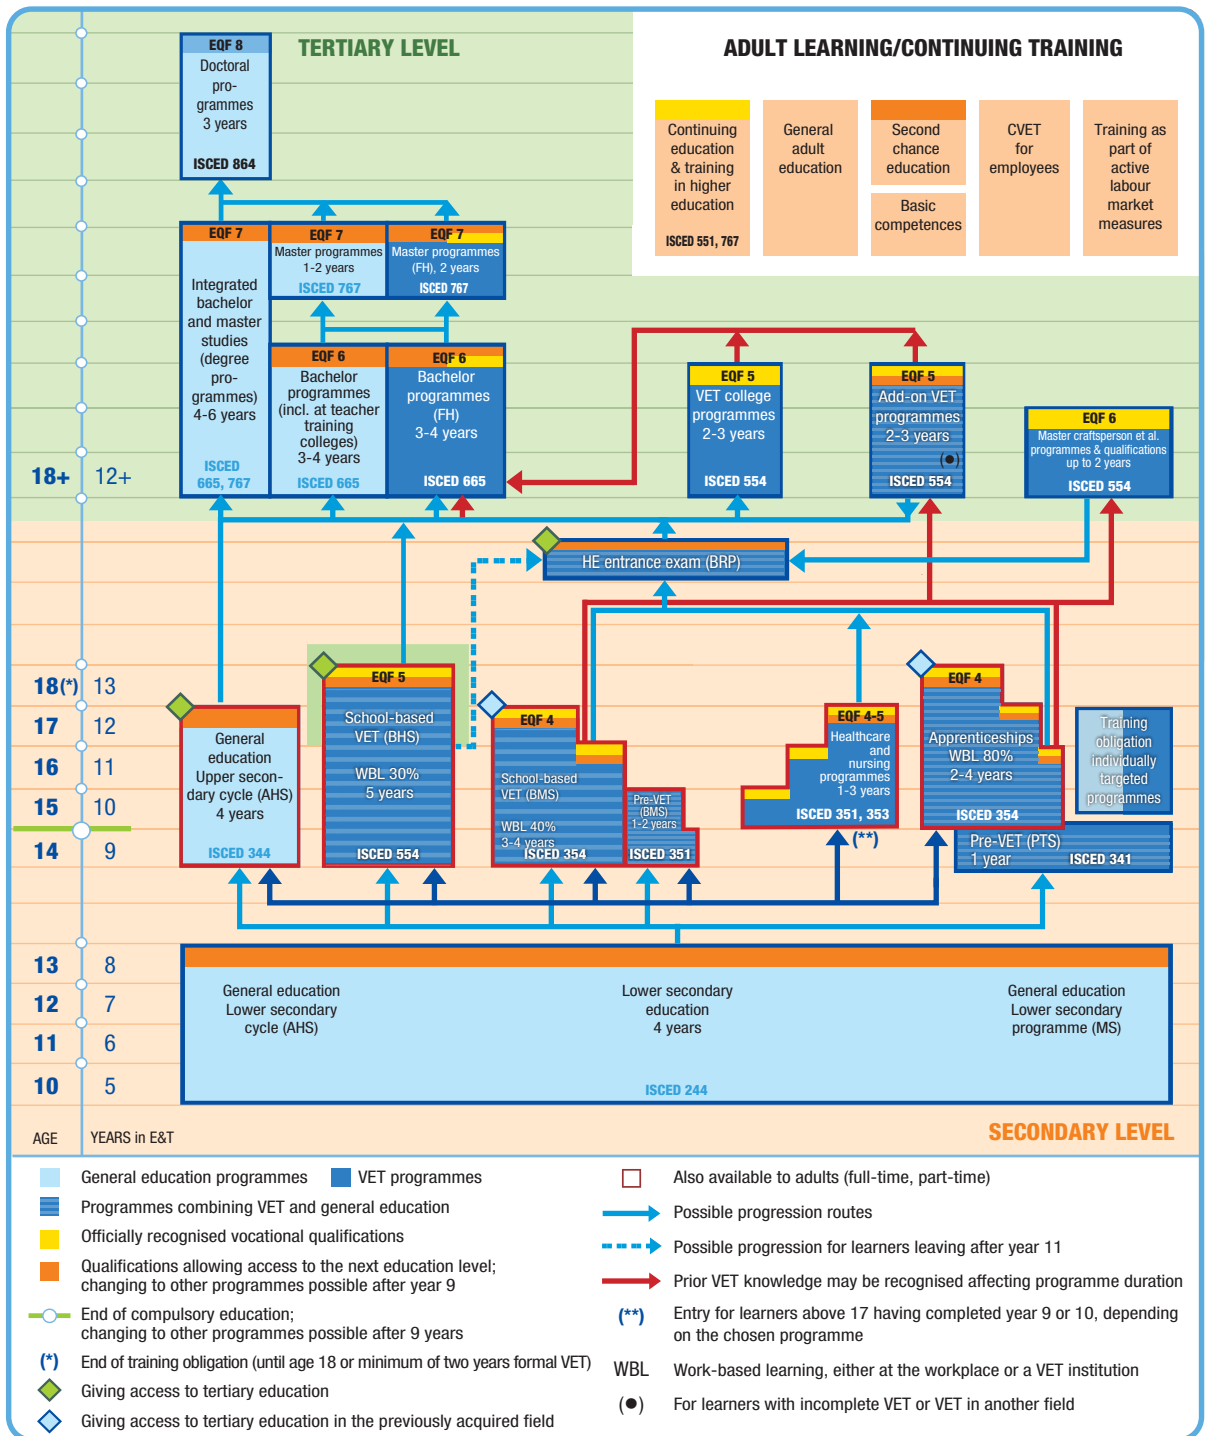 TERTIARY LEVEL
ADULT LEARNING/CONTINUING TRAINING
EQF 8
Doctoral
pro-
grammes
3 years
ISCED 864
Continuing
education
& training
in higher
education
ISCED 551, 767
General
adult
education
Second
chance
education
Basic
competences
CVET
for
employees
Training as
part of
active
labour
market
measures
EQF 7
Integrated
bachelor
and master
studies
(degree
pro-
grammes)
4-6 years
ISCED
665, 767
EQF 7
Master programmes
1-2 years
ISCED 767
EQF 7
Master programmes
(FH), 2 years
ISCED 767
EQF 6
Bachelor
programmes
(incl. at teacher
training
colleges)
3-4 years
ISCED 665
EQF 6
Bachelor
programmes
(FH)
3-4 years
ISCED 665
EQF 5
VET college
programmes
2-3 years
ISCED 554
EQF 5
Add-on VET
programmes
2-3 years
(●)
ISCED 554
EQF 6
Master craftsperson et al.
programmes & qualifications
up to 2 years
ISCED 554
18+ 12+
HE entrance exam (BRP)
18(*) 13
17 12
16 11
15 10
14 9
General
education
Upper secon-
dary cycle (AHS)
4 years
ISCED 344
EQF 5
School-based
VET (BHS)
WBL 30%
5 years
ISCED 554
EQF 4
School-based
VET (BMS)
WBL 40%
3-4 years
ISCED 354
Pre-VET
(BMS)
1-2 years
ISCED 351
EQF 4-5
Healthcare
and
nursing
programmes
1-3 years
ISCED 351, 353
(**)
EQF 4
Apprenticeships
WBL 80%
2-4 years
ISCED 354
Training
obligation
individually
targeted
programmes
Pre-VET (PTS)
1 year ISCED 341
13 8
12 7
11 6
10 5
General education
Lower secondary
cycle (AHS)
Lower secondary
education
4 years
General education
Lower secondary
programme (MS)
ISCED 244
AGE YEARS in E&T
SECONDARY LEVEL
General education programmes VET programmes
Programmes combining VET and general education
Officially recognised vocational qualifications
Qualifications allowing access to the next education level;
changing to other programmes possible after year 9
End of compulsory education;
changing to other programmes possible after 9 years
(*) End of training obligation (until age 18 or minimum of two years formal VET)
Giving access to tertiary education
Giving access to tertiary education in the previously acquired field
Also available to adults (full-time, part-time)
Possible progression routes
Possible progression for learners leaving after year 11
Prior VET knowledge may be recognised affecting programme duration
(**) Entry for learners above 17 having completed year 9 or 10, depending
on the chosen programme
WBL Work-based learning, either at the workplace or a VET institution
(●) For learners with incomplete VET or VET in another field